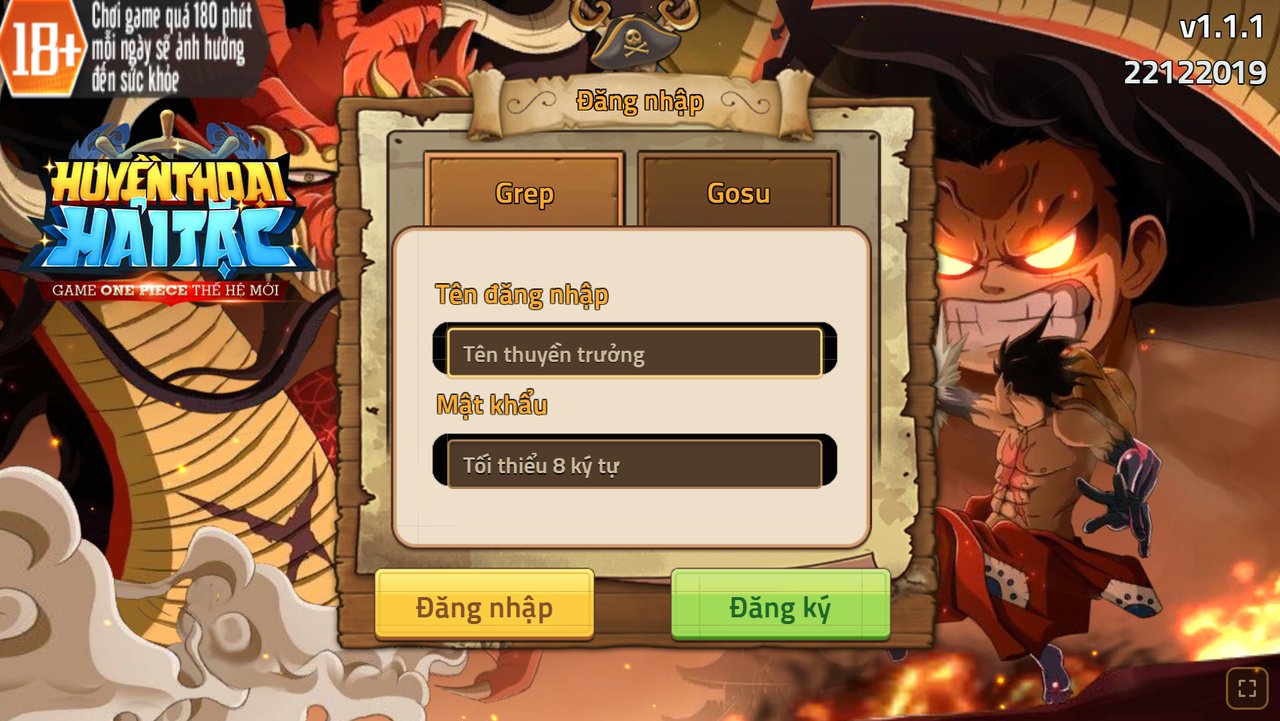 18+
Chơi game quá 180 phút
mỗi ngày sẽ ảnh hưởng
đến sức khỏe
v1.1.1
22122019
HUYỀN THOẠI
HẢI TẶC
GAME ONE PIECE THẾ HỆ MỚI
Đăng nhập
Grep
Gosu
Tên đăng nhập
Tên thuyền trưởng
Mật khẩu
Tối thiểu 8 ký tự
Đăng nhập
Đăng ký